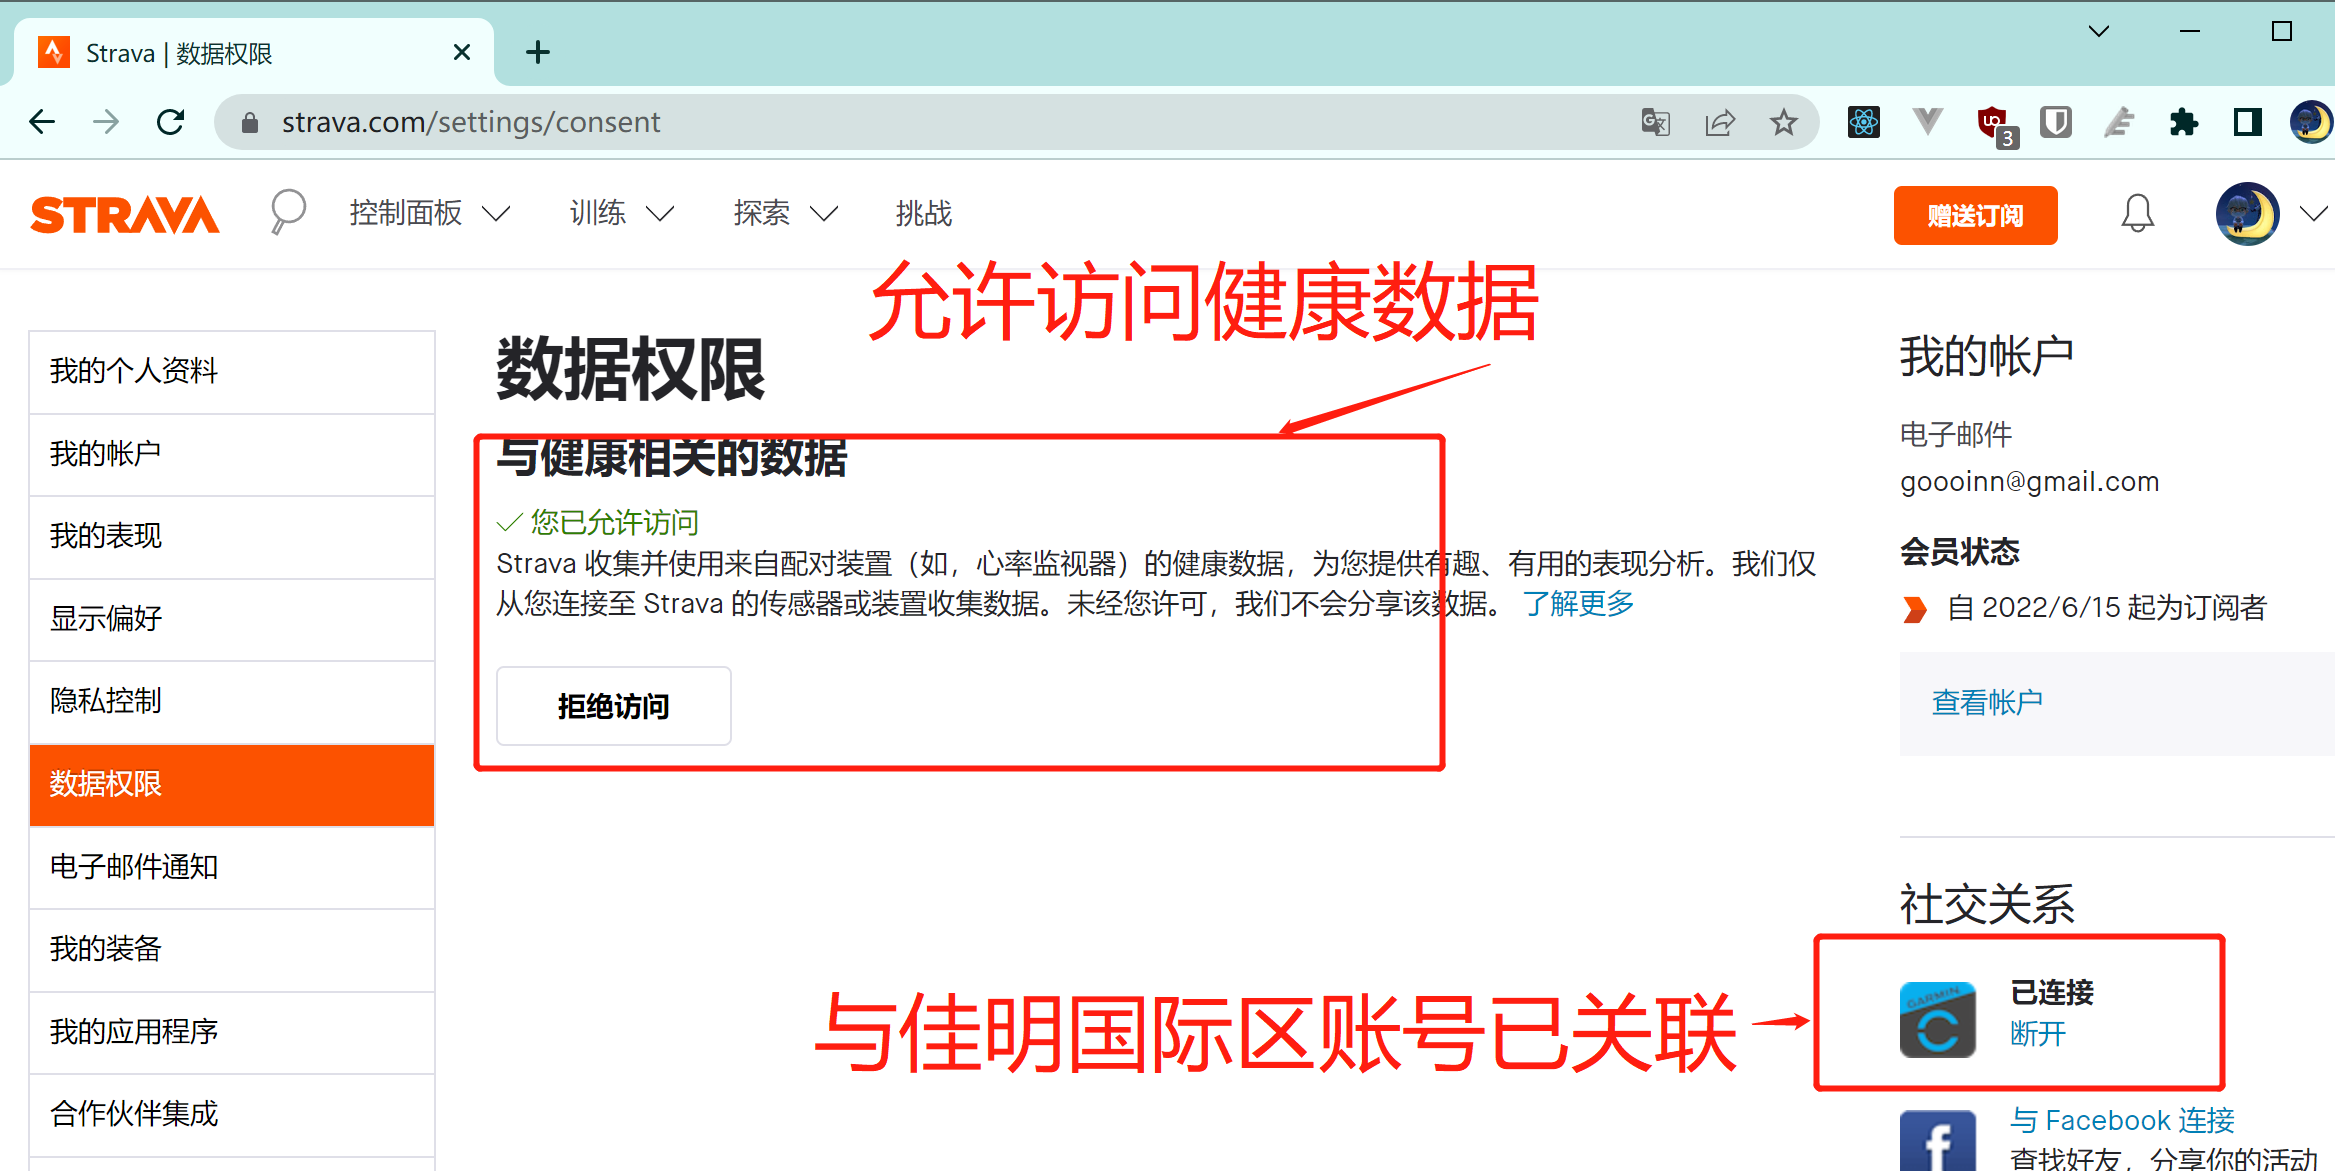 Strava | 数据权限
strava.com/settings/consent
3
STRAVA
控制面板
训练
探索
挑战
赠送订阅
允许访问健康数据
我的个人资料
我的帐户
我的表现
显示偏好
隐私控制
数据权限
电子邮件通知
我的装备
我的应用程序
合作伙伴集成
数据权限
与健康相关的数据
您已允许访问
Strava 收集并使用来自配对装置（如，心率监视器）的健康数据，为您提供有趣、有用的表现分析。我们仅
从您连接至 Strava 的传感器或装置收集数据。未经您许可，我们不会分享该数据。 了解更多
拒绝访问
与佳明国际区账号已关联
我的帐户
电子邮件
goooinn@gmail.com
会员状态
自 2022/6/15 起为订阅者
查看帐户
社交关系
GARMIN
已连接
断开
与 Facebook 连接
查找好友，分享你的活动